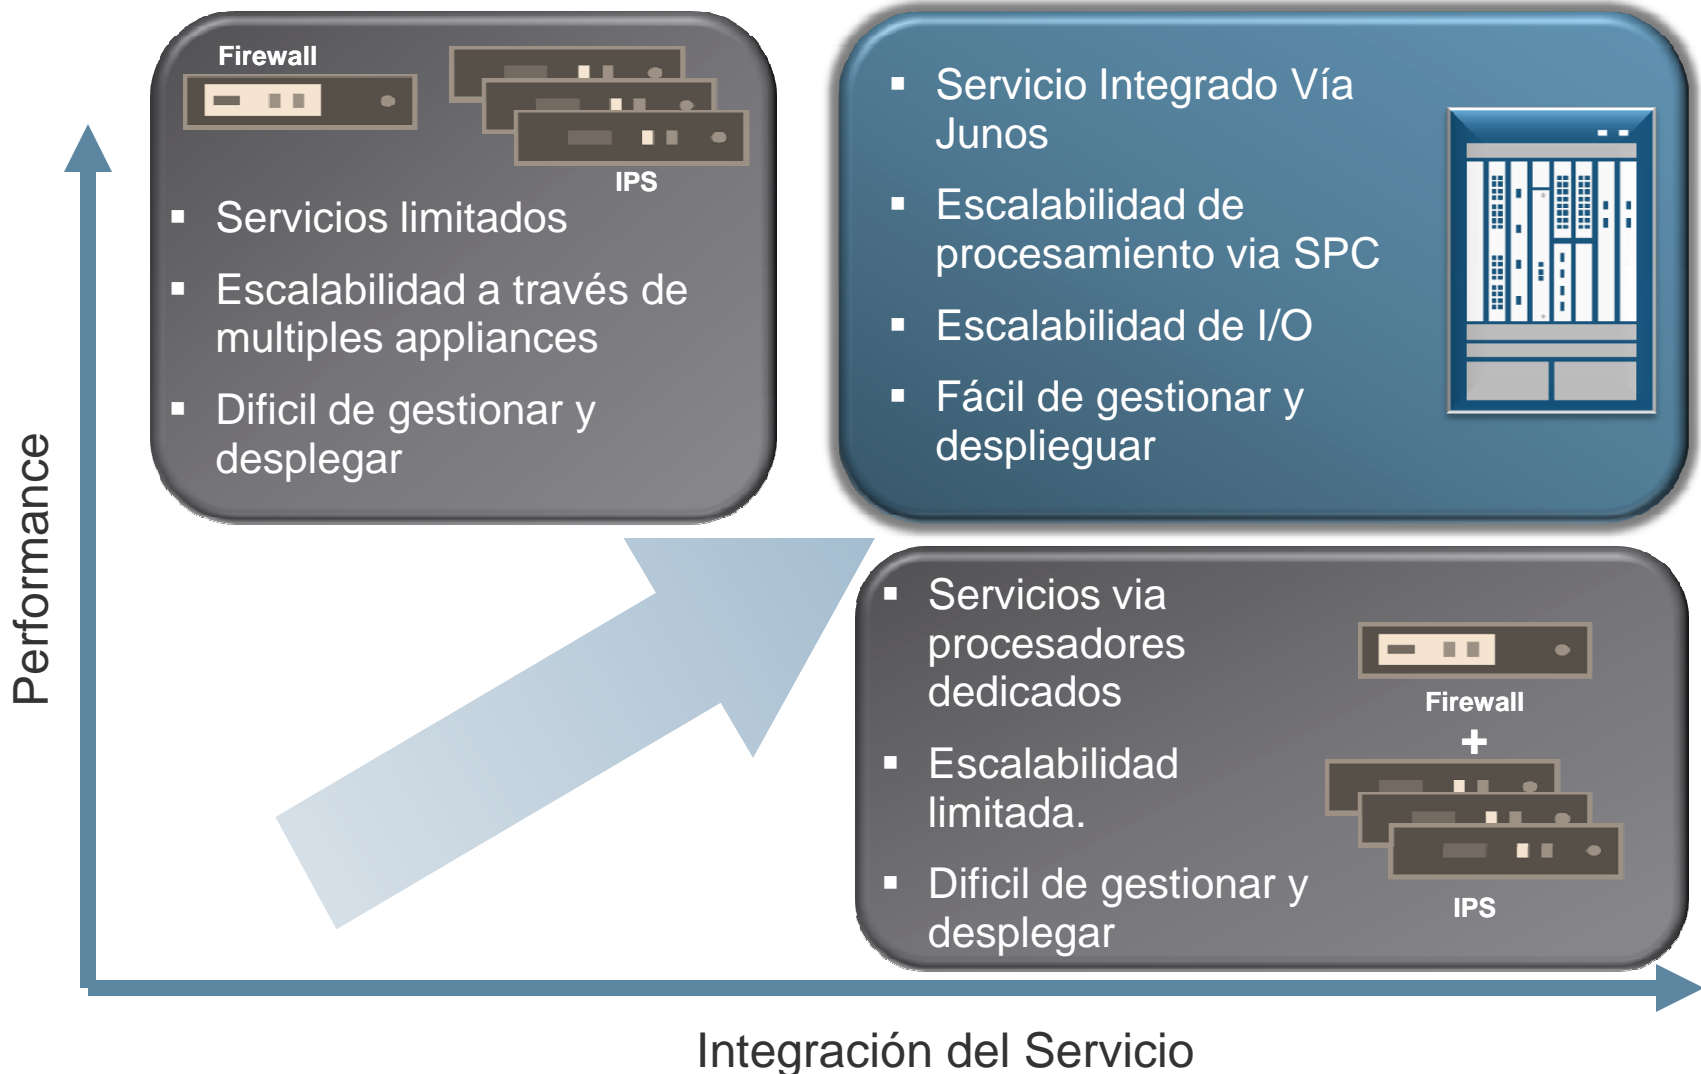 Firewall
IPS
▪ Servicios limitados
▪ Escalabilidad a través de
multiples appliances
▪ Dificil de gestionar y
desplegar
▪ Servicio Integrado Vía
Junos
▪ Escalabilidad de
procesamiento via SPC
▪ Escalabilidad de I/O
▪ Fácil de gestionar y
desplieguar
▪ Servicios via
procesadores
dedicados
▪ Escalabilidad
limitada.
▪ Dificil de gestionar y
desplegar
Firewall
+
IPS
Performance
Integración del Servicio